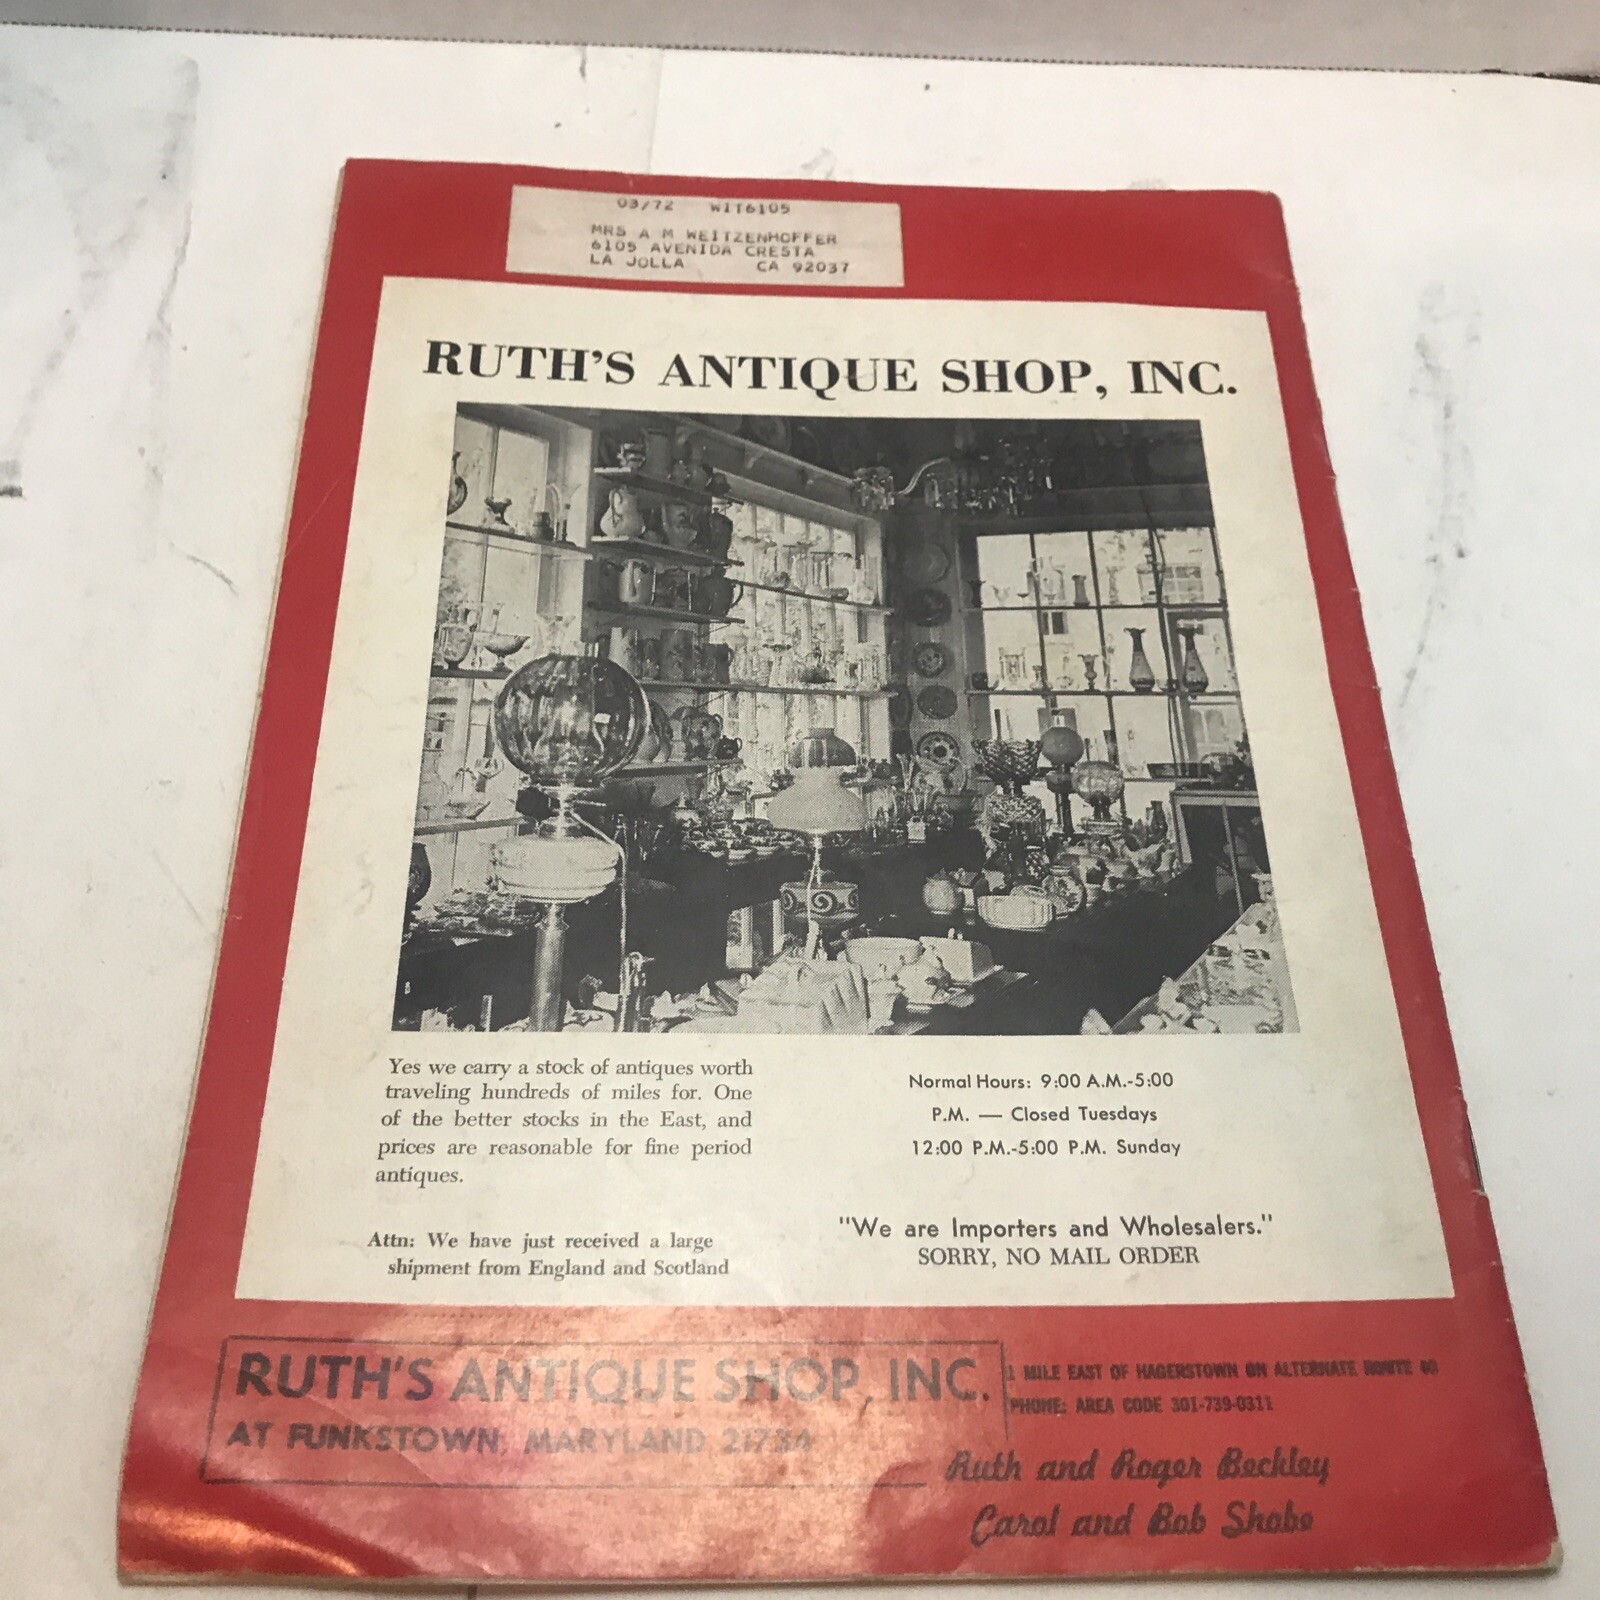 03/72 WIT6105
MRS A M WEITZENHOFFER
6105 AVENIDA CRESTA
LA JOLLA CA 92037
RUTH'S ANTIQUE SHOP, INC.
Yes we carry a stock of antiques worth
traveling hundreds of miles for. One
of the better stocks in the East, and
prices are reasonable for fine period
antiques.
Attn: We have just received a large
shipment from England and Scotland
Normal Hours: 9:00 A.M.-5:00
P.M. — Closed Tuesdays
12:00 P.M.-5:00 P.M. Sunday
"We are Importers and Wholesalers."
SORRY, NO MAIL ORDER
RUTH'S ANTIQUE SHOP, INC.
AT FUNKSTOWN, MARYLAND 21734
1 MILE EAST OF HAGERSTOWN ON ALTERNATE ROUTE 40
PHONE: AREA CODE 301-739-0311
Ruth and Roger Beckley
Carol and Bob Shobe